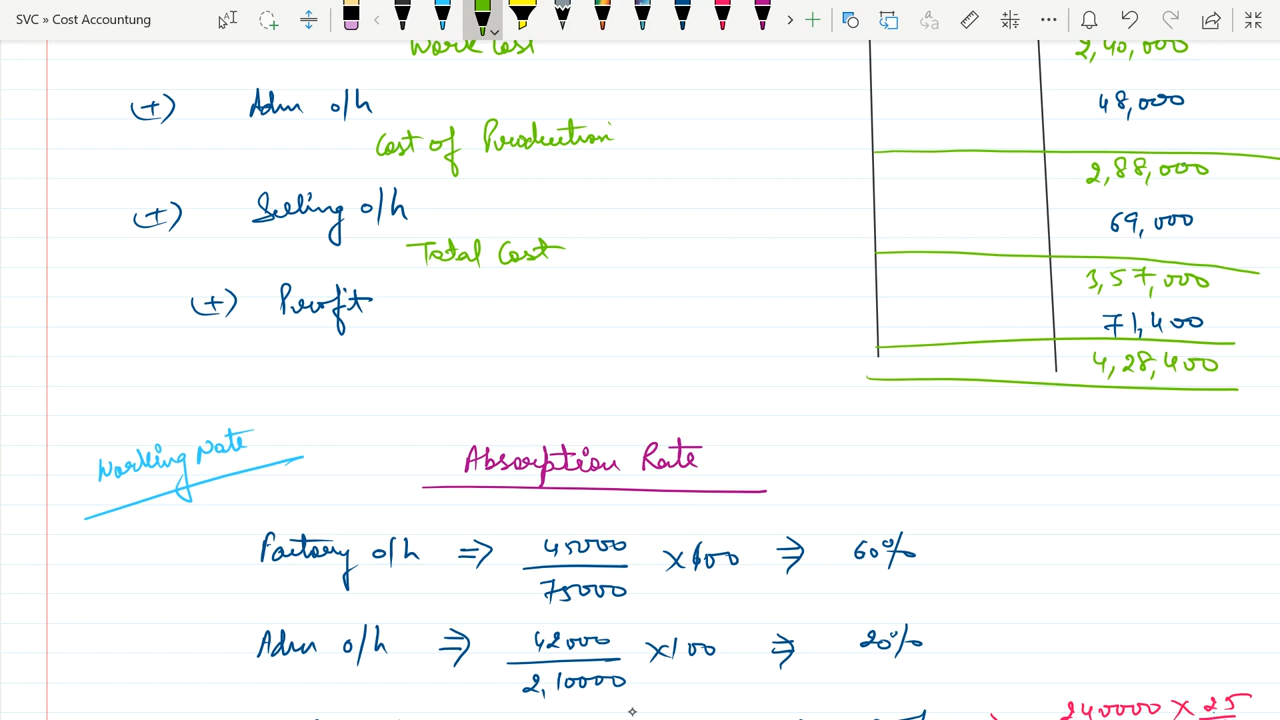 SVC » Cost Accountung
Work Cost 2,40,000
(+) Adm o/h 48,000
Cost of Production 2,88,000
(+) Selling o/h 69,000
Total Cost 3,57,000
(+) Profit 71,400
4,28,400
Working Note
Absorption Rate
Factory o/h ⇒ 45000 / 75000 × 100 ⇒ 60%
Adm o/h ⇒ 42000 / 2,10000 × 100 ⇒ 20%
240000 × 25